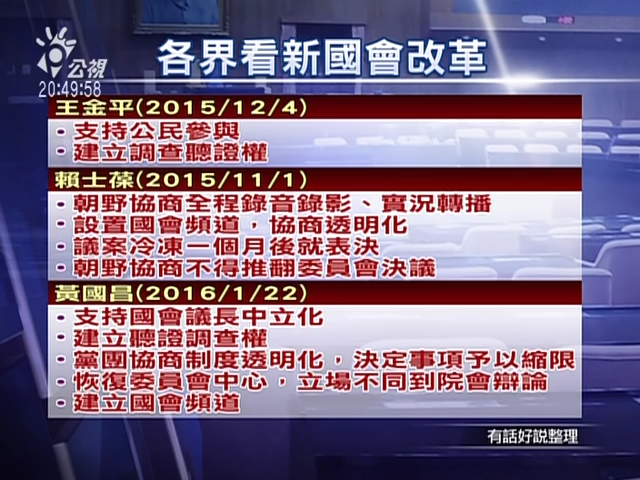 公視
20:49:58
各界看新國會改革
王金平(2015/12/4)
·支持公民參與
·建立調查聽證權
賴士葆(2015/11/1)
·朝野協商全程錄音錄影、實況轉播
·設置國會頻道，協商透明化
·議案冷凍一個月後就表決
·朝野協商不得推翻委員會決議
黃國昌(2016/1/22)
·支持國會議長中立化
·建立聽證調查權
·黨團協商制度透明化，決定事項予以縮限
·恢復委員會中心，立場不同到院會辯論
·建立國會頻道
有話好說整理